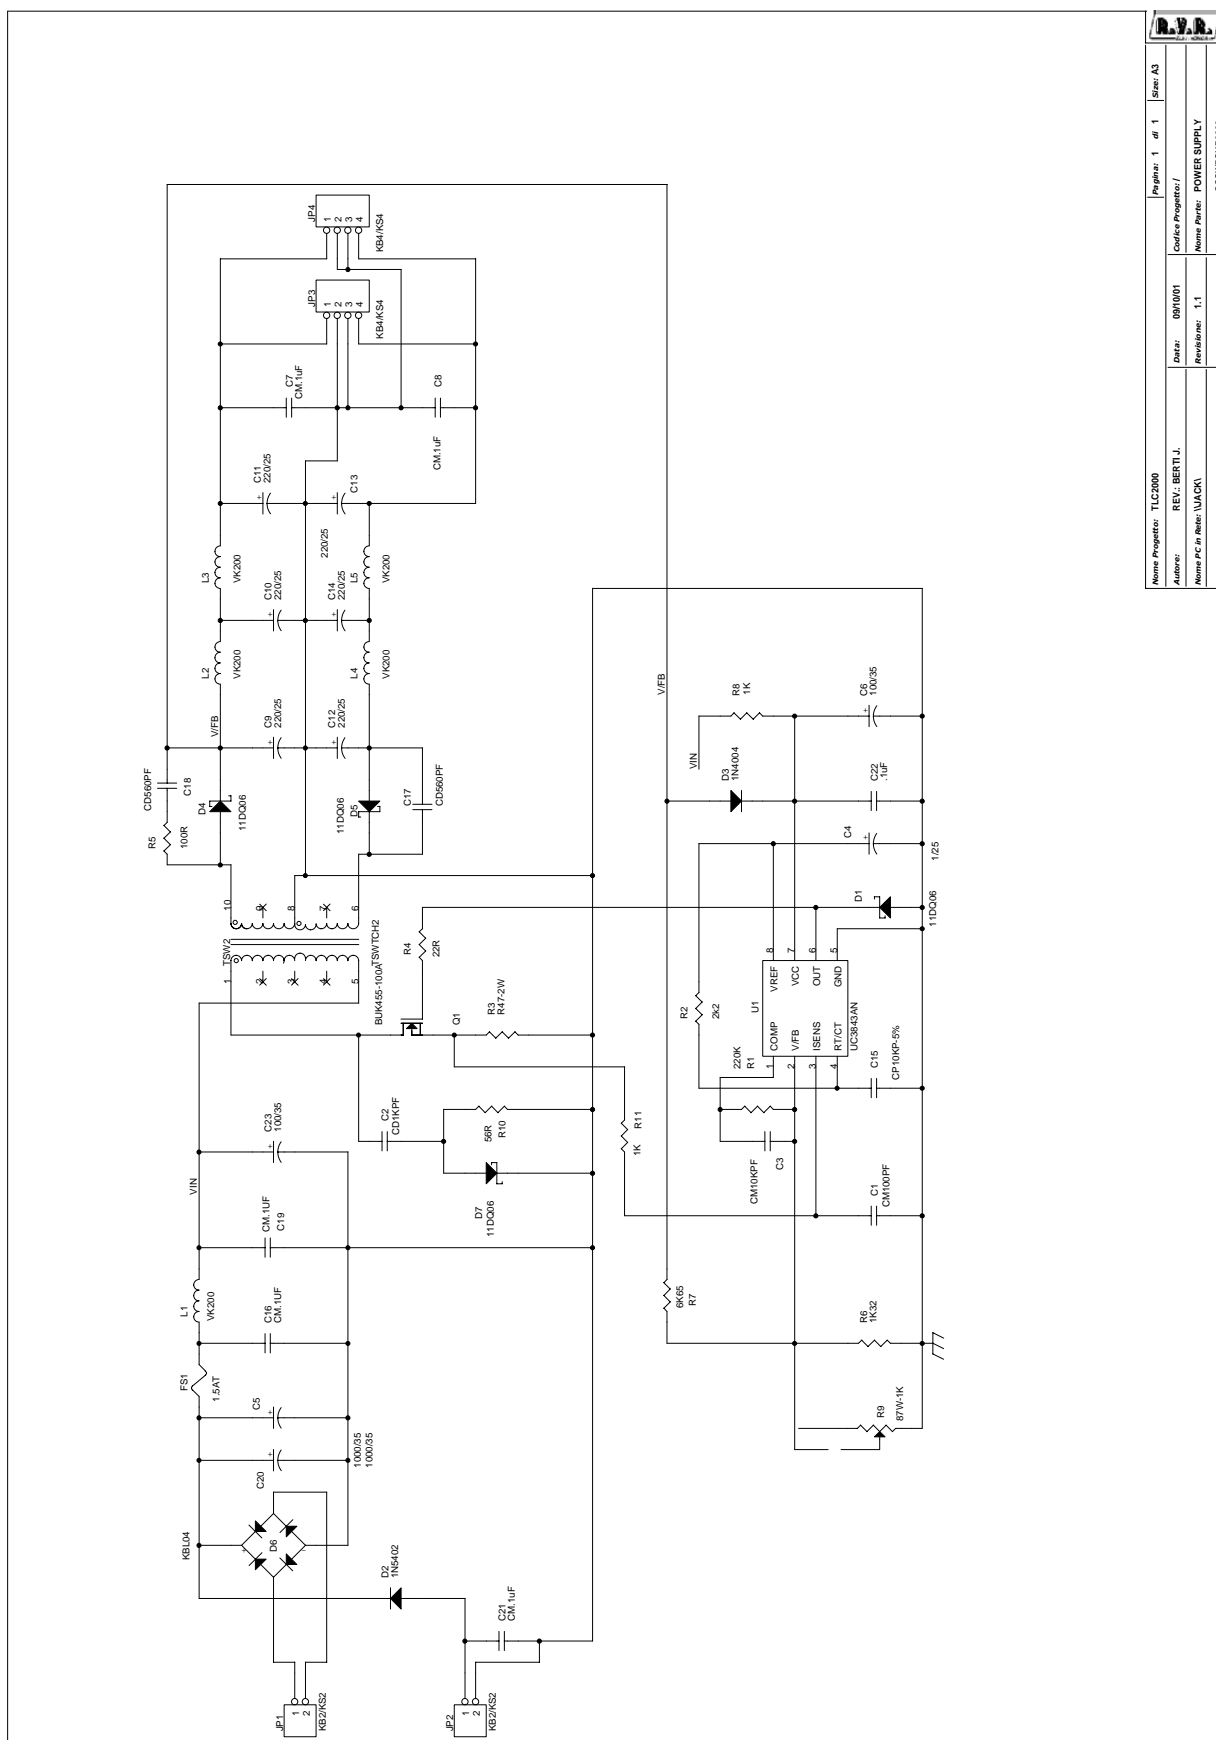 R.V.R.
Nome Progetto: TLC2000
Pagina: 1 di 1
Size: A3
Autore: REV.: BERTI J.
Data: 09/10/01
Codice Progetto: /
Nome PC in Rete: \\JACK\
Revisione: 1.1
Nome Parte: POWER SUPPLY
JP1
1
2
KB2/KS2
JP2
1
2
KB2/KS2
KBL04
D6
D2
1N5402
C21
CM.1uF
C20
C5
1000/35
1000/35
FS1
1.5AT
C16
CM.1UF
L1
VK200
CM.1UF
C19
VIN
C23
100/35
C2
CD1KPF
D7
11DQ06
56R
R10
R3
R47-2W
Q1
BUK455-100A
R4
22R
TSW2
TSWTCH2
1
2
3
4
5
10
9
8
7
6
R5
100R
CD560PF
C18
D4
11DQ06
D5
11DQ06
C17
CD560PF
V/FB
C9
220/25
C12
220/25
L2
VK200
L4
VK200
C10
220/25
C14
220/25
L3
VK200
L5
VK200
C11
220/25
C13
220/25
C7
CM.1uF
C8
CM.1uF
JP3
1
2
3
4
KB4/KS4
JP4
1
2
3
4
KB4/KS4
V/FB
6K65
R7
R9
87W-1K
R6
1K32
C1
CM100PF
R11
1K
CM10KPF
C3
220K
R1
C15
CP10KP-5%
R2
2k2
U1
UC3843AN
COMP
V/FB
ISENS
RT/CT
VREF
VCC
OUT
GND
1
2
3
4
8
7
6
5
D1
11DQ06
C4
1/25
C22
.1uF
D3
1N4004
VIN
R8
1K
C6
100/35